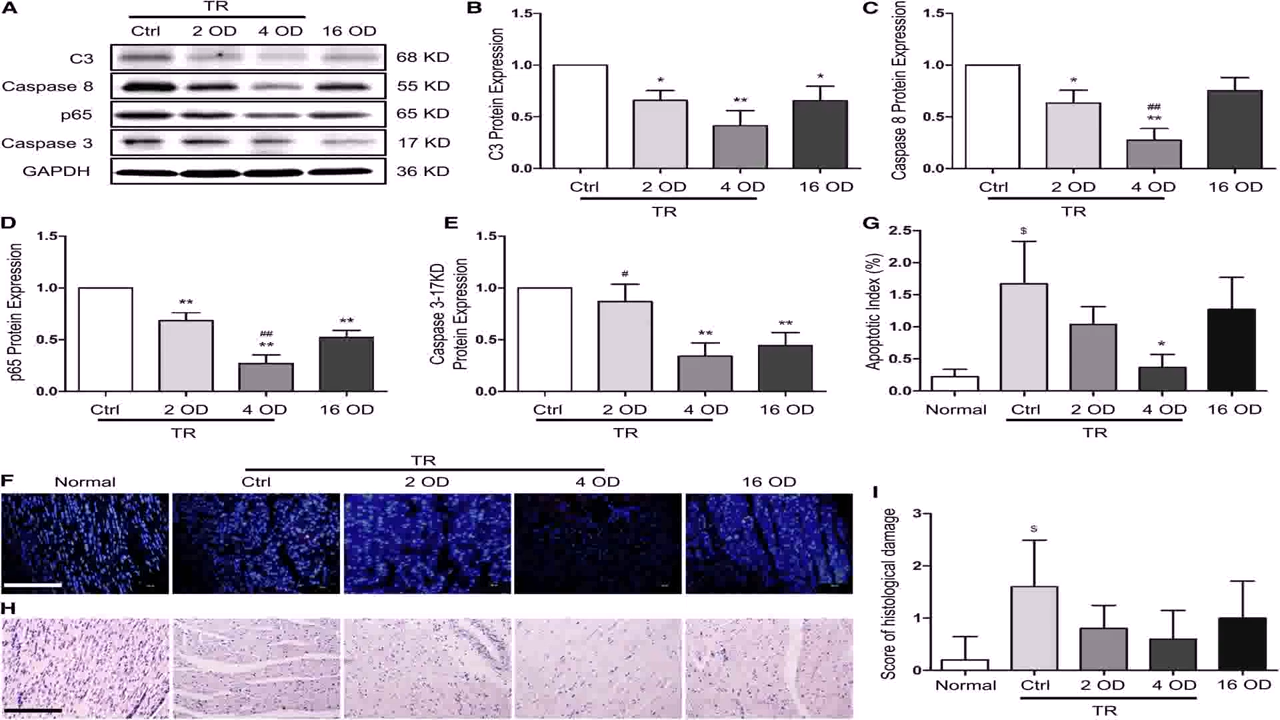 A
TR
Ctrl 2 OD 4 OD 16 OD
C3 68 KD
Caspase 8 55 KD
p65 65 KD
Caspase 3 17 KD
GAPDH 36 KD
B
C3 Protein Expression
1.5
1.0
0.5
0.0
* ** *
Ctrl 2 OD 4 OD 16 OD
TR
C
Caspase 8 Protein Expression
1.5
1.0
0.5
0.0
*
##
**
Ctrl 2 OD 4 OD 16 OD
TR
D
p65 Protein Expression
1.5
1.0
0.5
0.0
**
##
**
**
Ctrl 2 OD 4 OD 16 OD
TR
E
Caspase 3-17KD
Protein Expression
1.5
1.0
0.5
0.0
#
** **
Ctrl 2 OD 4 OD 16 OD
TR
G
Apoptotic Index (%)
2.5
2.0
1.5
1.0
0.5
0.0
$
*
Normal Ctrl 2 OD 4 OD 16 OD
TR
F
TR
Normal Ctrl 2 OD 4 OD 16 OD
H
I
Score of histological damage
3
2
1
0
$
Normal Ctrl 2 OD 4 OD 16 OD
TR